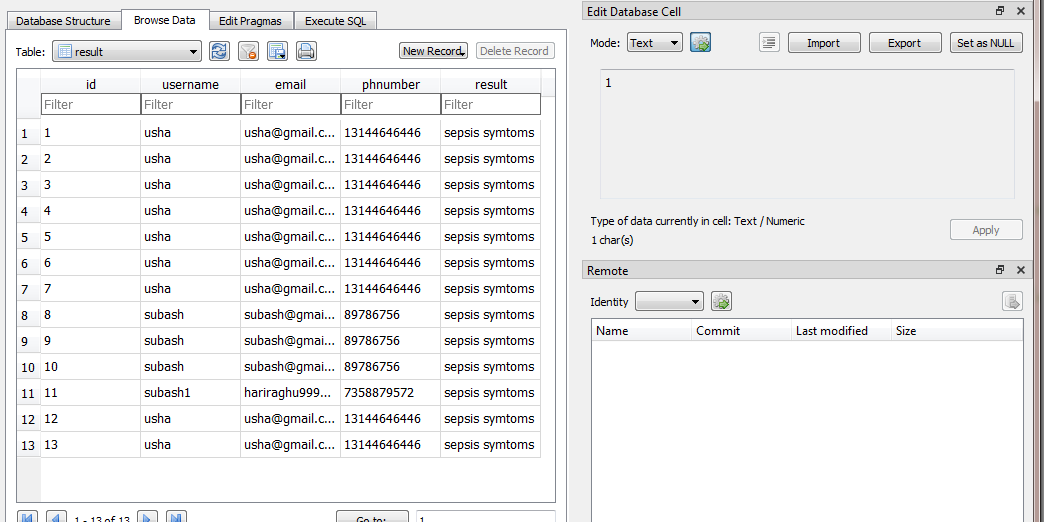 Database Structure Browse Data Edit Pragmas Execute SQL
Table: result New Record Delete Record
id username email phnumber result
Filter Filter Filter Filter Filter
1 1 usha usha@gmail.c... 13144646446 sepsis symtoms
2 2 usha usha@gmail.c... 13144646446 sepsis symtoms
3 3 usha usha@gmail.c... 13144646446 sepsis symtoms
4 4 usha usha@gmail.c... 13144646446 sepsis symtoms
5 5 usha usha@gmail.c... 13144646446 sepsis symtoms
6 6 usha usha@gmail.c... 13144646446 sepsis symtoms
7 7 usha usha@gmail.c... 13144646446 sepsis symtoms
8 8 subash subash@gmai... 89786756 sepsis symtoms
9 9 subash subash@gmai... 89786756 sepsis symtoms
10 10 subash subash@gmai... 89786756 sepsis symtoms
11 11 subash1 hariraghu999... 7358879572 sepsis symtoms
12 12 usha usha@gmail.c... 13144646446 sepsis symtoms
13 13 usha usha@gmail.c... 13144646446 sepsis symtoms
1 - 13 of 13 Go to: 1
Edit Database Cell
Mode: Text Import Export Set as NULL
1
Type of data currently in cell: Text / Numeric
1 char(s)
Apply
Remote
Identity
Name Commit Last modified Size